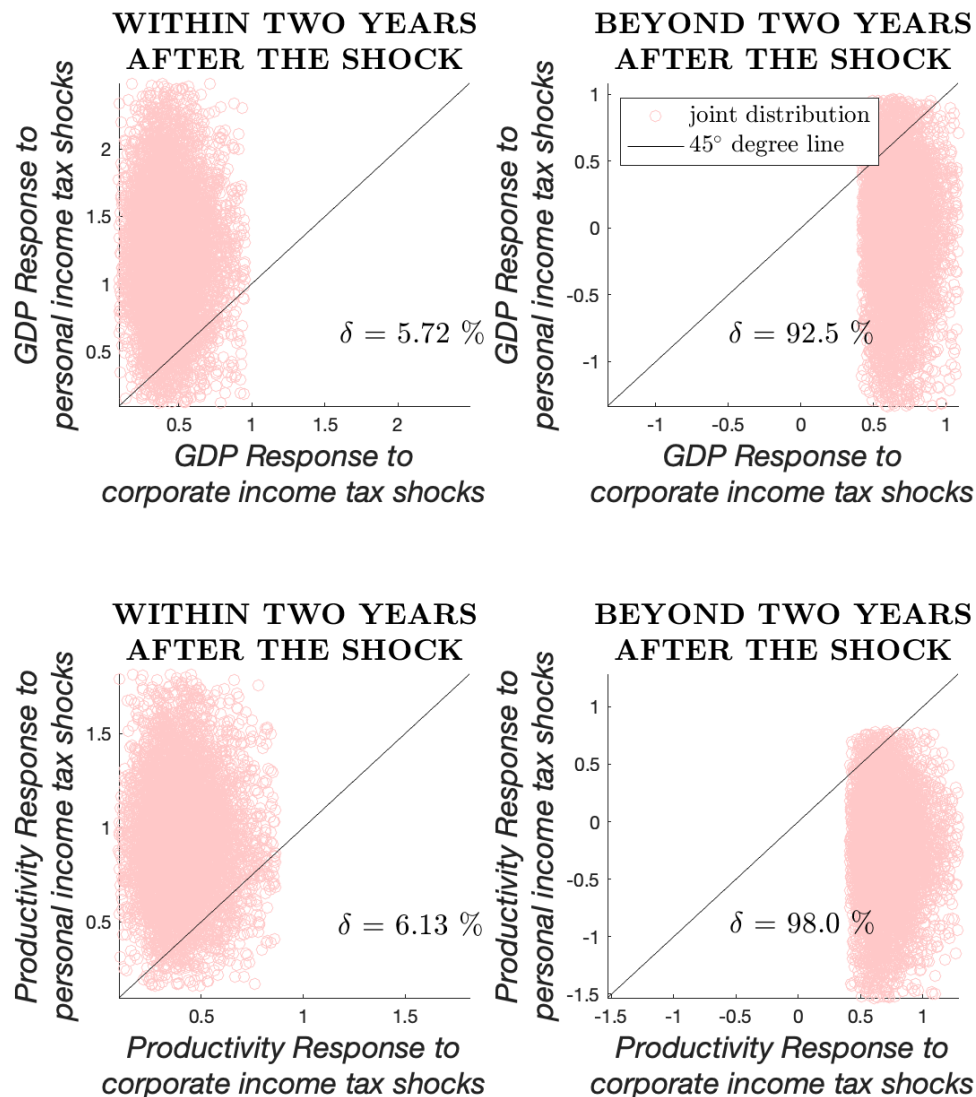 WITHIN TWO YEARS
AFTER THE SHOCK
GDP Response to
personal income tax shocks
2
1.5
1
0.5
δ = 5.72 %
0.5
1
1.5
2
GDP Response to
corporate income tax shocks
BEYOND TWO YEARS
AFTER THE SHOCK
GDP Response to
personal income tax shocks
1
0.5
0
-0.5
-1
joint distribution
45° degree line
δ = 92.5 %
-1
-0.5
0
0.5
1
GDP Response to
corporate income tax shocks
WITHIN TWO YEARS
AFTER THE SHOCK
Productivity Response to
personal income tax shocks
1.5
1
0.5
δ = 6.13 %
0.5
1
1.5
Productivity Response to
corporate income tax shocks
BEYOND TWO YEARS
AFTER THE SHOCK
Productivity Response to
personal income tax shocks
1
0.5
0
-0.5
-1
-1.5
δ = 98.0 %
-1.5
-1
-0.5
0
0.5
1
Productivity Response to
corporate income tax shocks